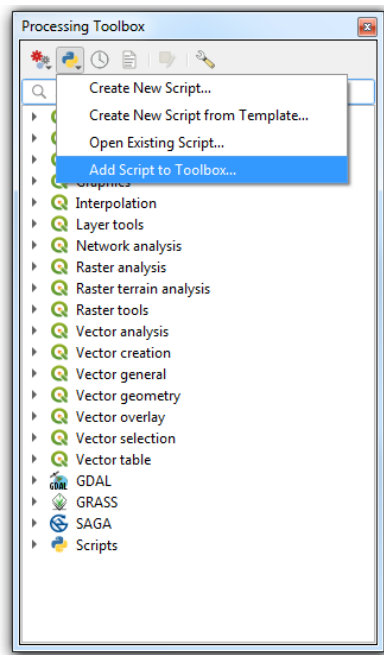 Processing Toolbox
Create New Script...
Create New Script from Template...
Open Existing Script...
Add Script to Toolbox...
Graphics
Interpolation
Layer tools
Network analysis
Raster analysis
Raster terrain analysis
Raster tools
Vector analysis
Vector creation
Vector general
Vector geometry
Vector overlay
Vector selection
Vector table
GDAL
GRASS
SAGA
Scripts